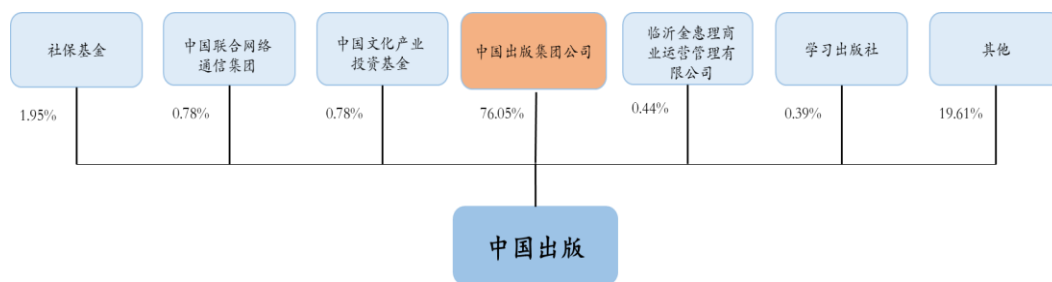 社保基金
中国联合网络
通信集团
中国文化产业
投资基金
中国出版集团公司
临沂金惠理商
业运营管理有
限公司
学习出版社
其他
1.95%
0.78%
0.78%
76.05%
0.44%
0.39%
19.61%
中国出版